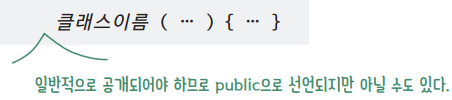 클래스이름 ( … ) { … }
일반적으로 공개되어야 하므로 public으로 선언되지만 아닐 수도 있다.